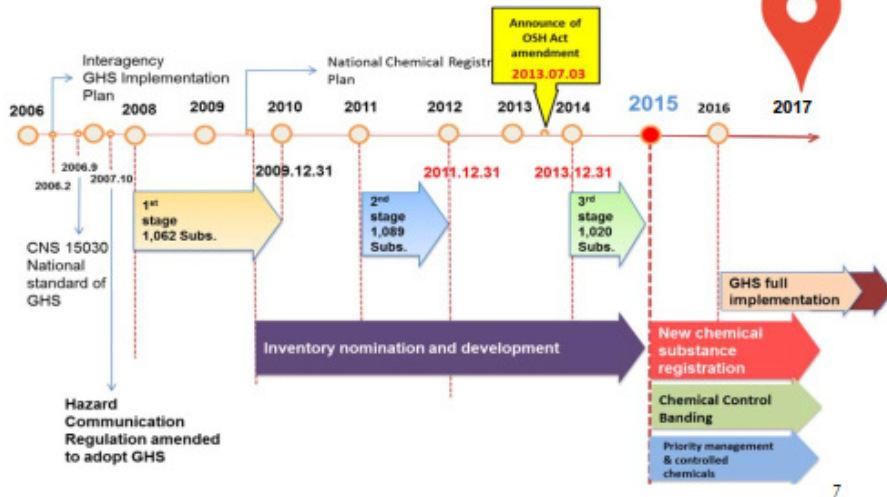 Announce of
OSH Act
amendment
2013.07.03
Interagency
GHS Implementation
Plan
National Chemical Registr
Plan
2006
2008
2009
2010
2011
2012
2013
2014
2015
2016
2017
2006.2
2006.9
2007.10
2009.12.31
2011.12.31
2013.12.31
1st
stage
1,062 Subs.
2nd
stage
1,089
Subs.
3rd
stage
1,020
Subs.
CNS 15030
National
standard of
GHS
GHS full
implementation
Inventory nomination and development
New chemical
substance
registration
Chemical Control
Banding
Priority management
& controlled
chemicals
Hazard
Communication
Regulation amended
to adopt GHS
7